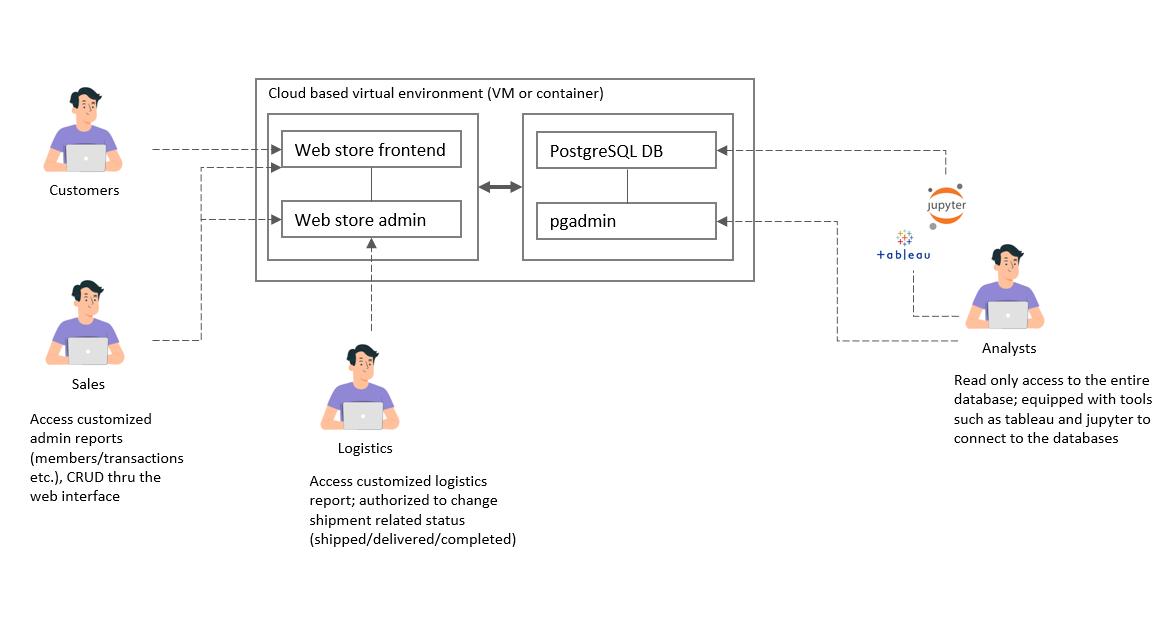 Cloud based virtual environment (VM or container)
Web store frontend
PostgreSQL DB
Customers
jupyter
Web store admin
pgadmin
+ableau
Analysts
Sales
Read only access to the entire
database; equipped with tools
such as tableau and jupyter to
connect to the databases
Access customized
admin reports
(members/transactions
etc.), CRUD thru the
web interface
Logistics
Access customized logistics
report; authorized to change
shipment related status
(shipped/delivered/completed)